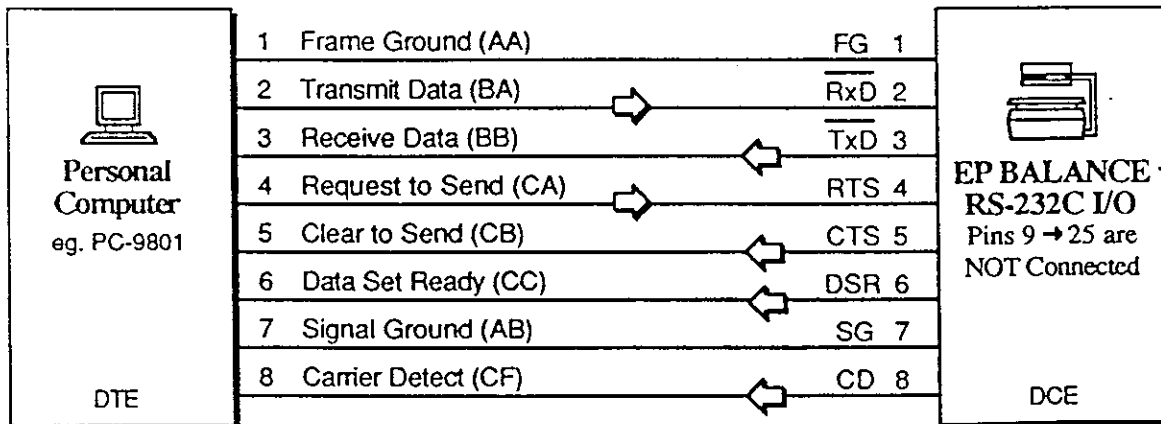 1 Frame Ground (AA) FG 1
2 Transmit Data (BA) RxD 2
3 Receive Data (BB) TxD 3
4 Request to Send (CA) RTS 4
5 Clear to Send (CB) CTS 5
6 Data Set Ready (CC) DSR 6
7 Signal Ground (AB) SG 7
8 Carrier Detect (CF) CD 8
Personal
Computer
eg. PC-9801
DTE
EP BALANCE
RS-232C I/O
Pins 9 → 25 are
NOT Connected
DCE